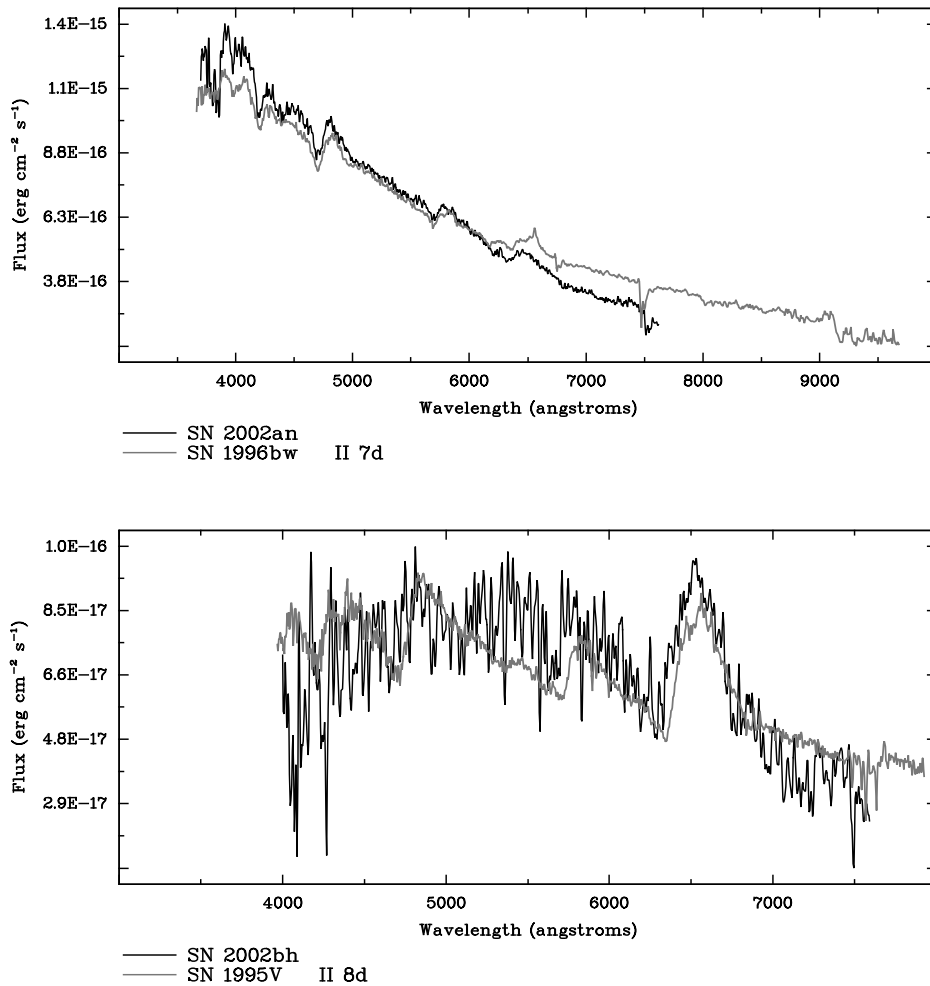 1.4E−15
1.1E−15
8.8E−16
6.3E−16
3.8E−16
Flux (erg cm−2 s−1)
4000 5000 6000 7000 8000 9000
Wavelength (angstroms)
SN 2002an
SN 1996bw II 7d
1.0E−16
8.5E−17
6.6E−17
4.8E−17
2.9E−17
Flux (erg cm−2 s−1)
4000 5000 6000 7000
Wavelength (angstroms)
SN 2002bh
SN 1995V II 8d